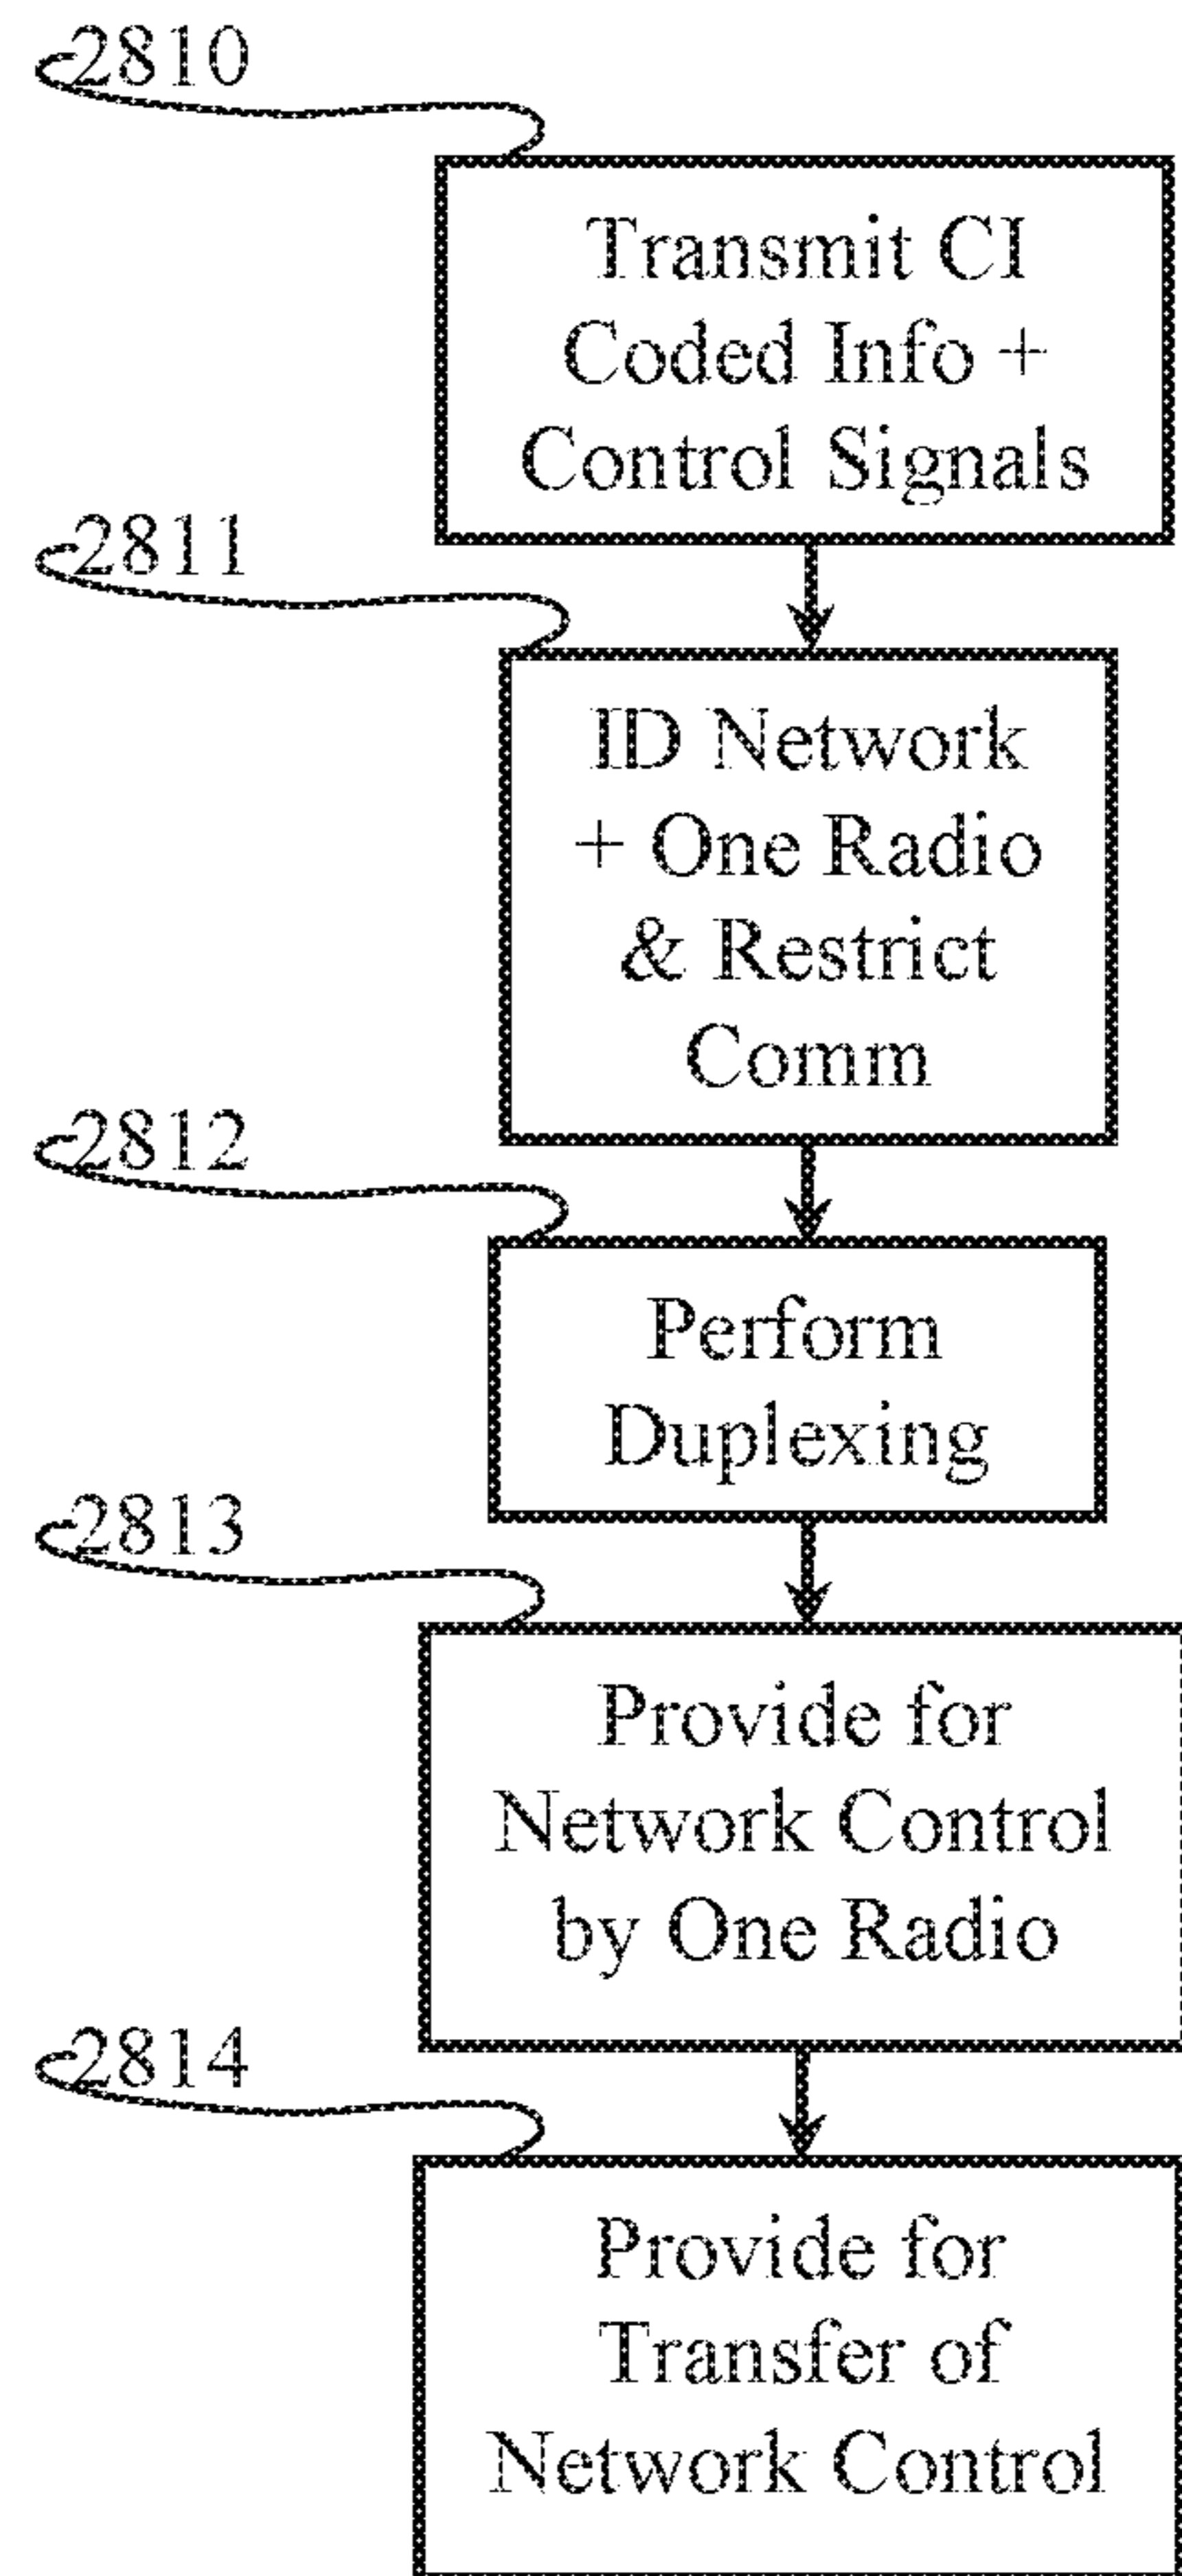 2810
Transmit CI
Coded Info +
Control Signals
2811
ID Network
+ One Radio
& Restrict
Comm
2812
Perform
Duplexing
2813
Provide for
Network Control
by One Radio
2814
Provide for
Transfer of
Network Control